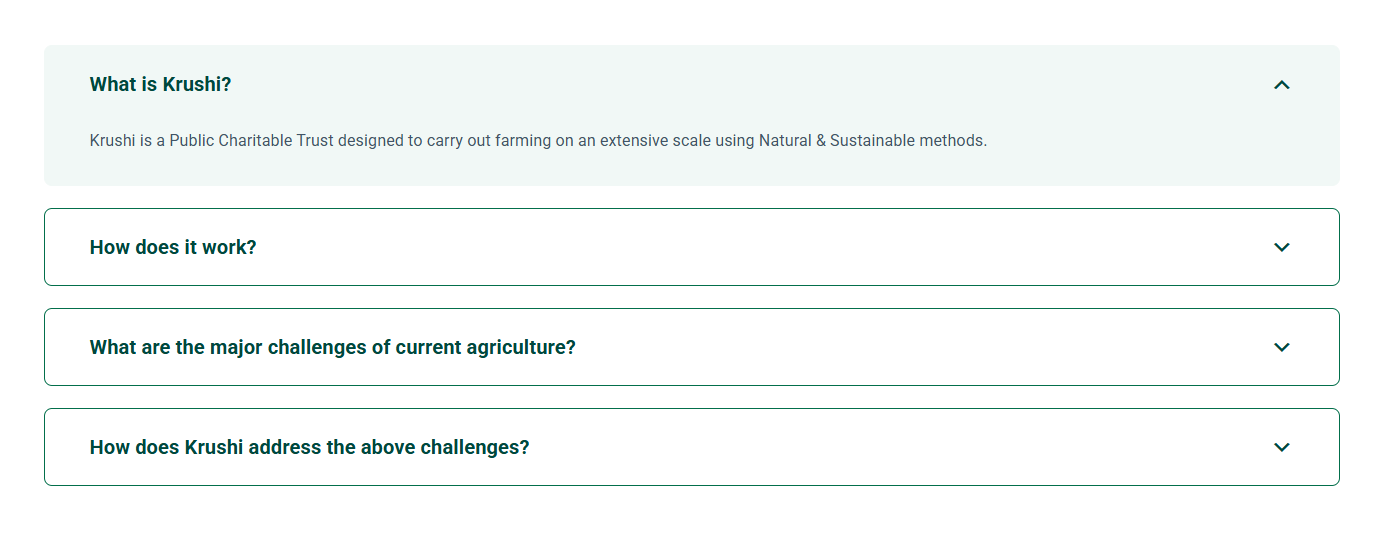 What is Krushi?
Krushi is a Public Charitable Trust designed to carry out farming on an extensive scale using Natural & Sustainable methods.
How does it work?
What are the major challenges of current agriculture?
How does Krushi address the above challenges?